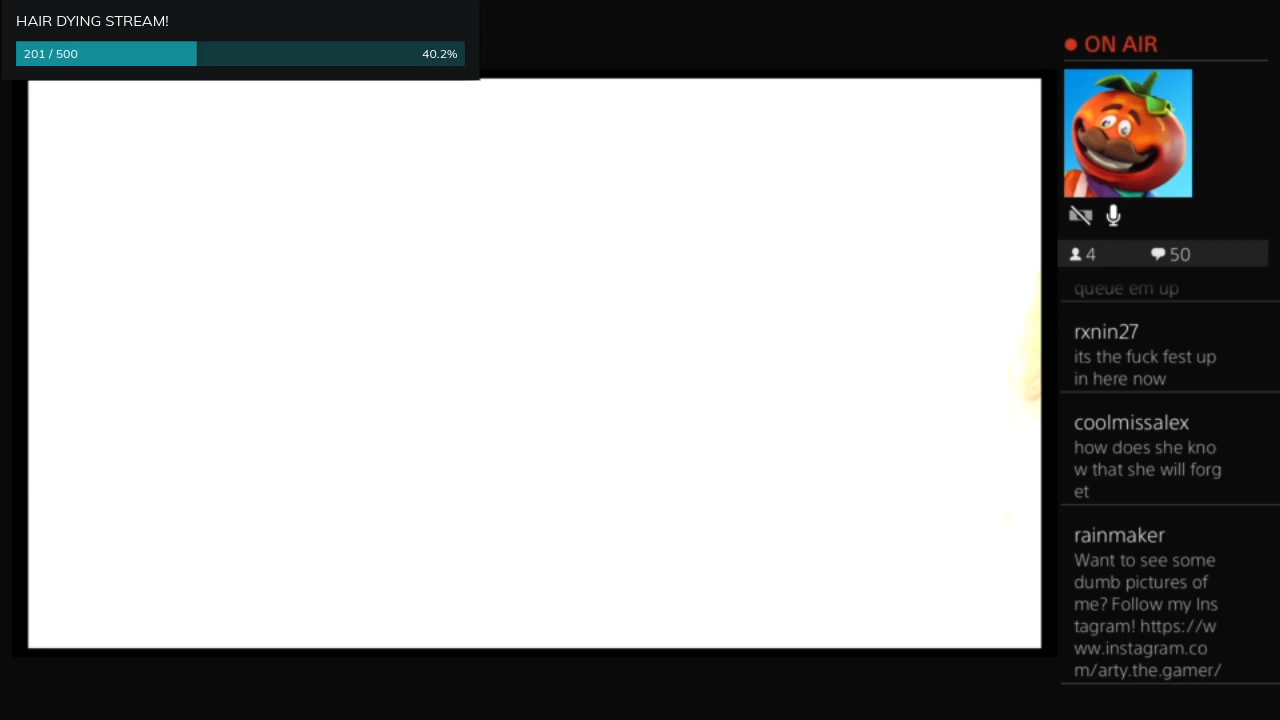 HAIR DYING STREAM!
201 / 500
40.2%
ON AIR
4
50
queue em up
rxnin27
its the fuck fest up
in here now
coolmissalex
how does she kno
w that she will forg
et
rainmaker
Want to see some
dumb pictures of
me? Follow my Ins
tagram! https://w
ww.instagram.co
m/arty.the.gamer/